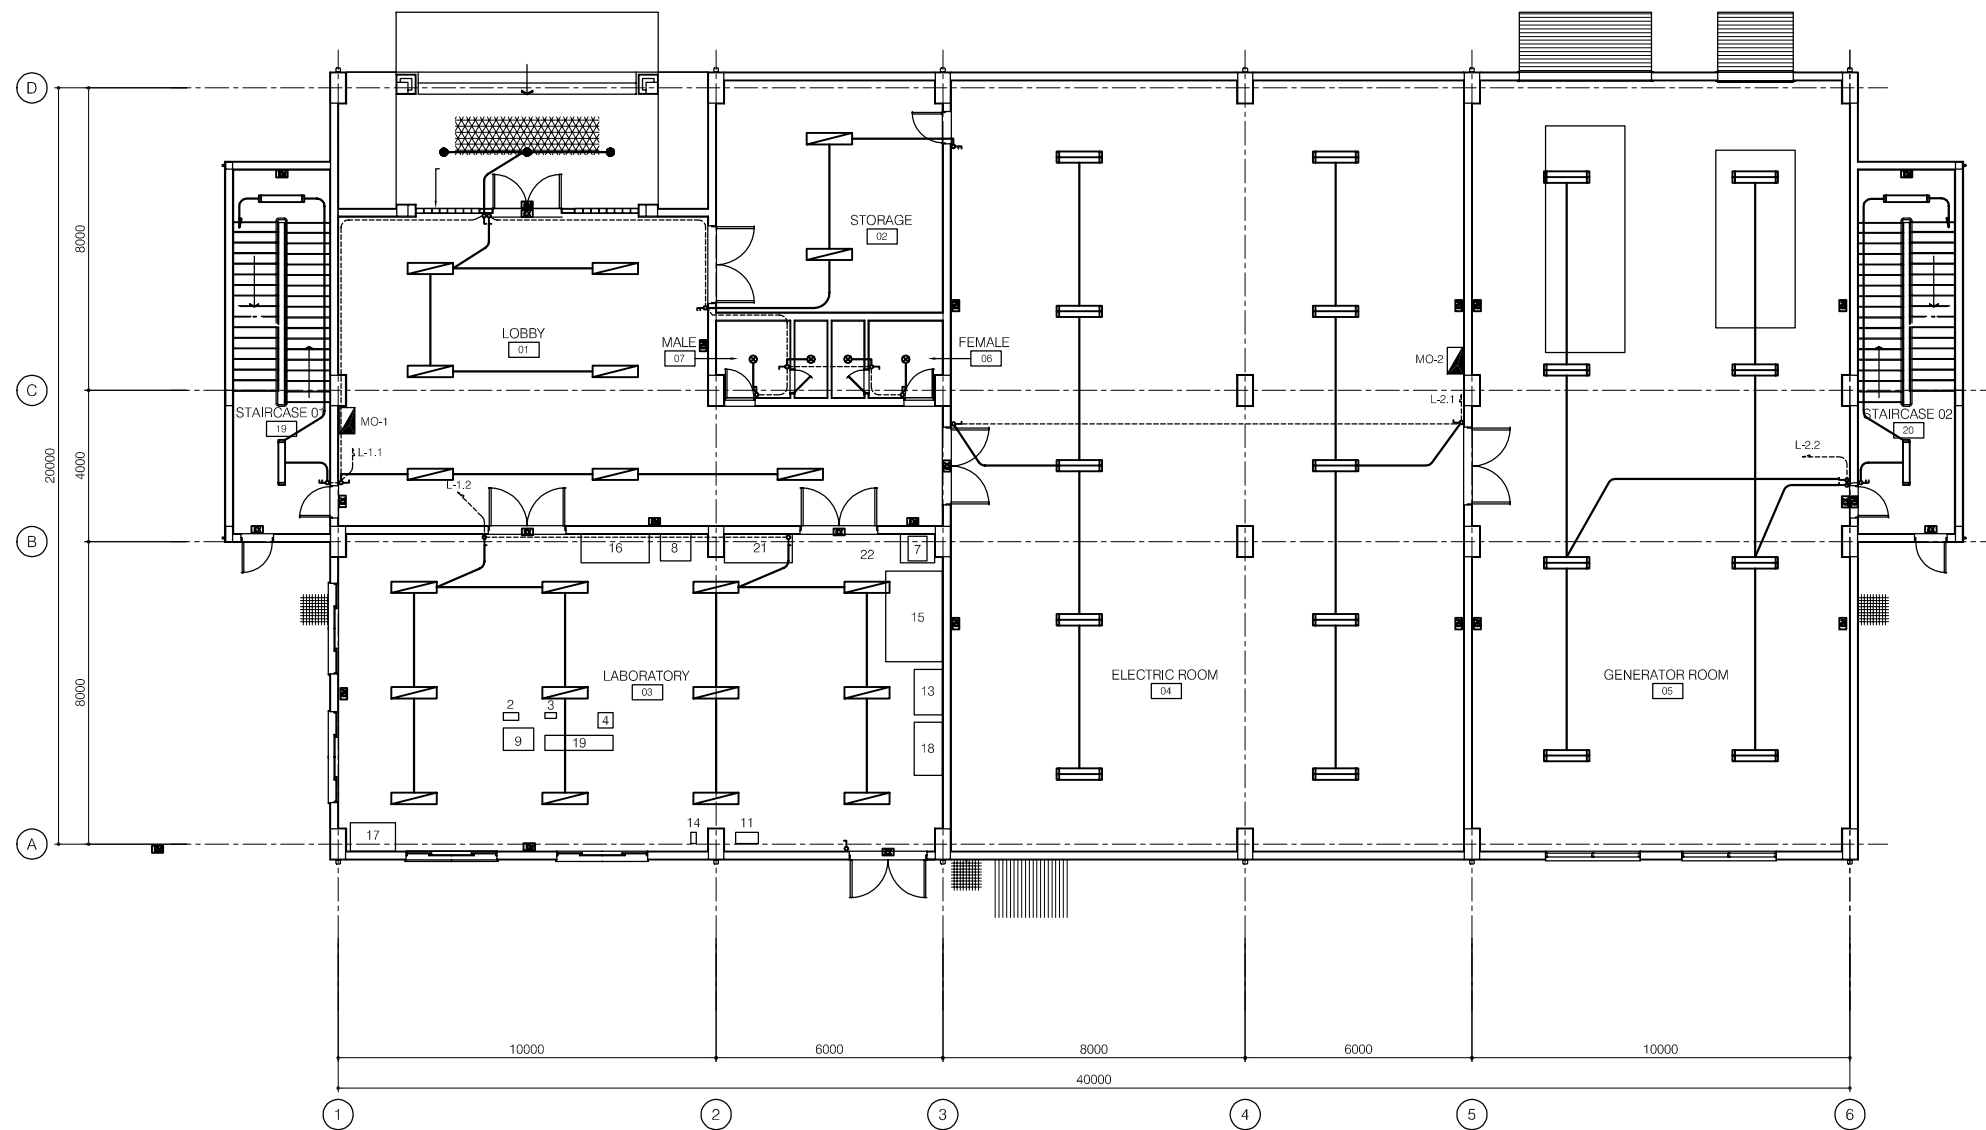 D
8000
STORAGE
02
LOBBY
01
MALE
07
FEMALE
06
MO-2
C
L-2.1
STAIRCASE 01
19
MO-1
STAIRCASE 02
20
L-1.1
L-2.2
20000
4000
L-1.2
B
16
8
21
22
7
15
LABORATORY
03
ELECTRIC ROOM
04
GENERATOR ROOM
05
8000
13
2
3
4
9
19
18
17
14
11
A
10000
6000
8000
6000
10000
40000
1
2
3
4
5
6